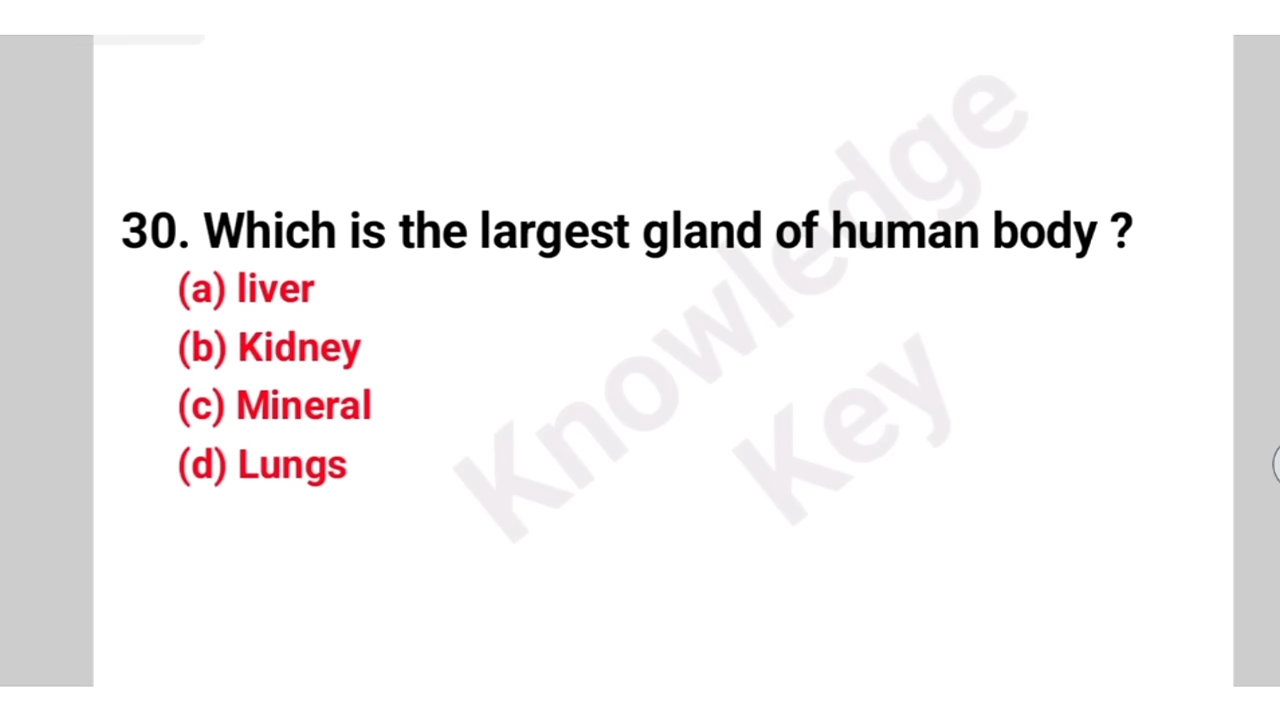 30. Which is the largest gland of human body ?
(a) liver
(b) Kidney
(c) Mineral
(d) Lungs
Knowledge
Key